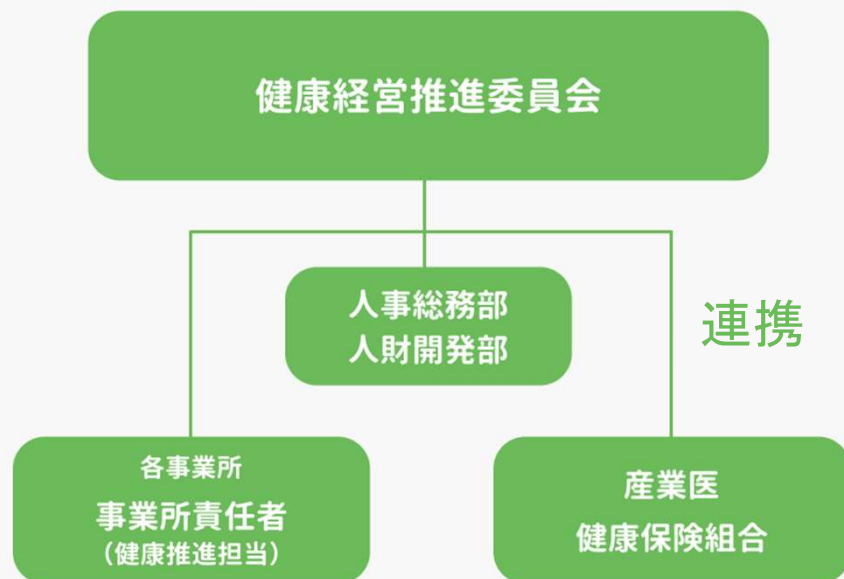 健康経営推進委員会
人事総務部
人財開発部
連携
各事業所
事業所責任者
（健康推進担当）
産業医
健康保険組合